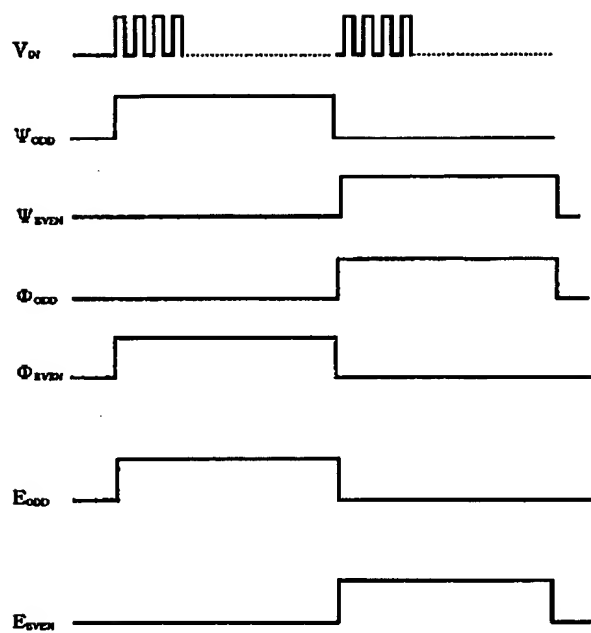 V_IN
Ψ_ODD
Ψ_EVEN
Φ_ODD
Φ_EVEN
E_ODD
E_EVEN